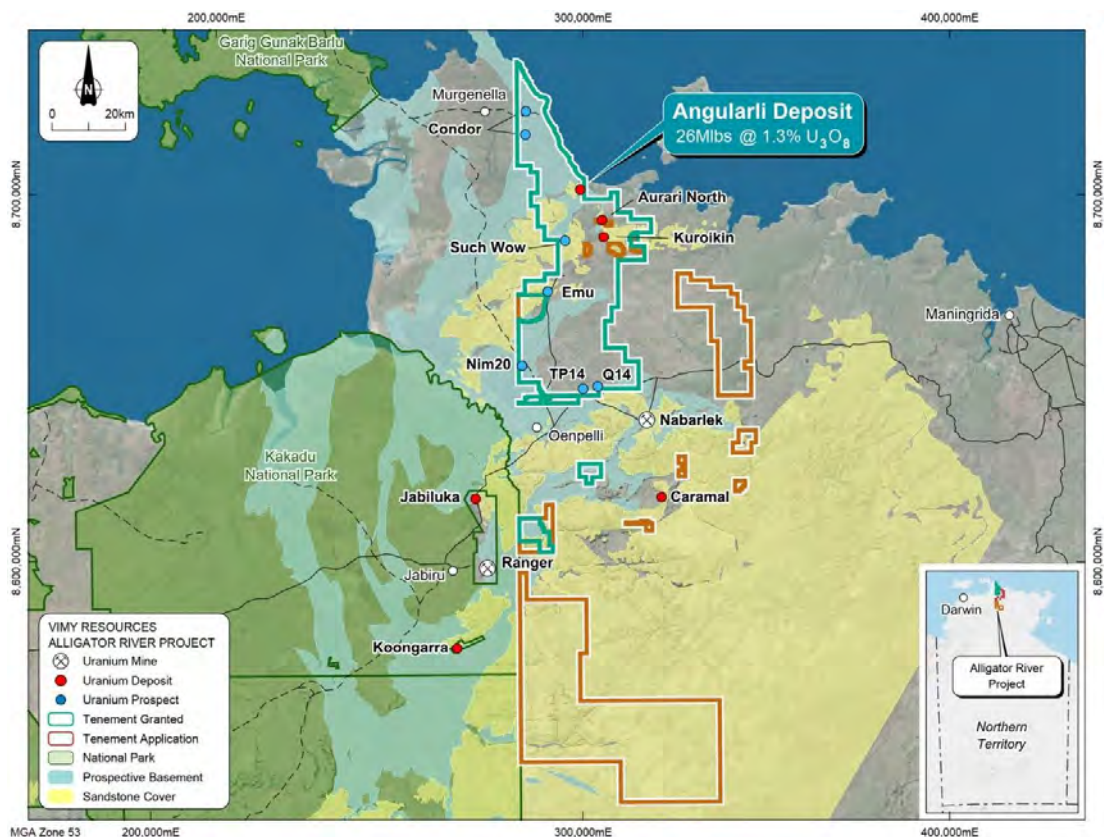 200,000mE
300,000mE
400,000mE
Garig Gunak Barlu
National Park
N
0
20km
Murgenella
Condor
Angularli Deposit
26Mlbs @ 1.3% U3O8
8,700,000mN
8,700,000mN
Aurari North
Kuroikin
Such Wow
Emu
Maningrida
Nim20
TP14
Q14
Nabarlek
Oenpelli
Kakadu
National Park
Jabiluka
Caramal
Ranger
Jabiru
8,600,000mN
8,600,000mN
Koongarra
VIMY RESOURCES
ALLIGATOR RIVER PROJECT
Uranium Mine
Uranium Deposit
Uranium Prospect
Tenement Granted
Tenement Application
National Park
Prospective Basement
Sandstone Cover
Darwin
Alligator River
Project
Northern
Territory
MGA Zone 53
200,000mE
300,000mE
400,000mE